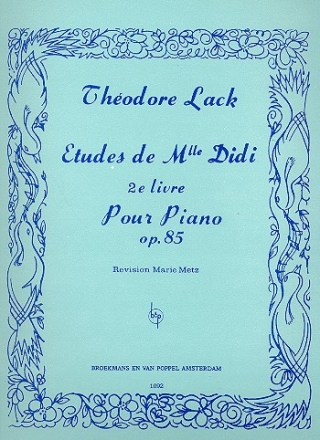 Théodore Lack
Etudes de Mlle Didi
2e livre
Pour Piano
op. 85
Revision Marie Metz
bvp
BROEKMANS EN VAN POPPEL AMSTERDAM
1092